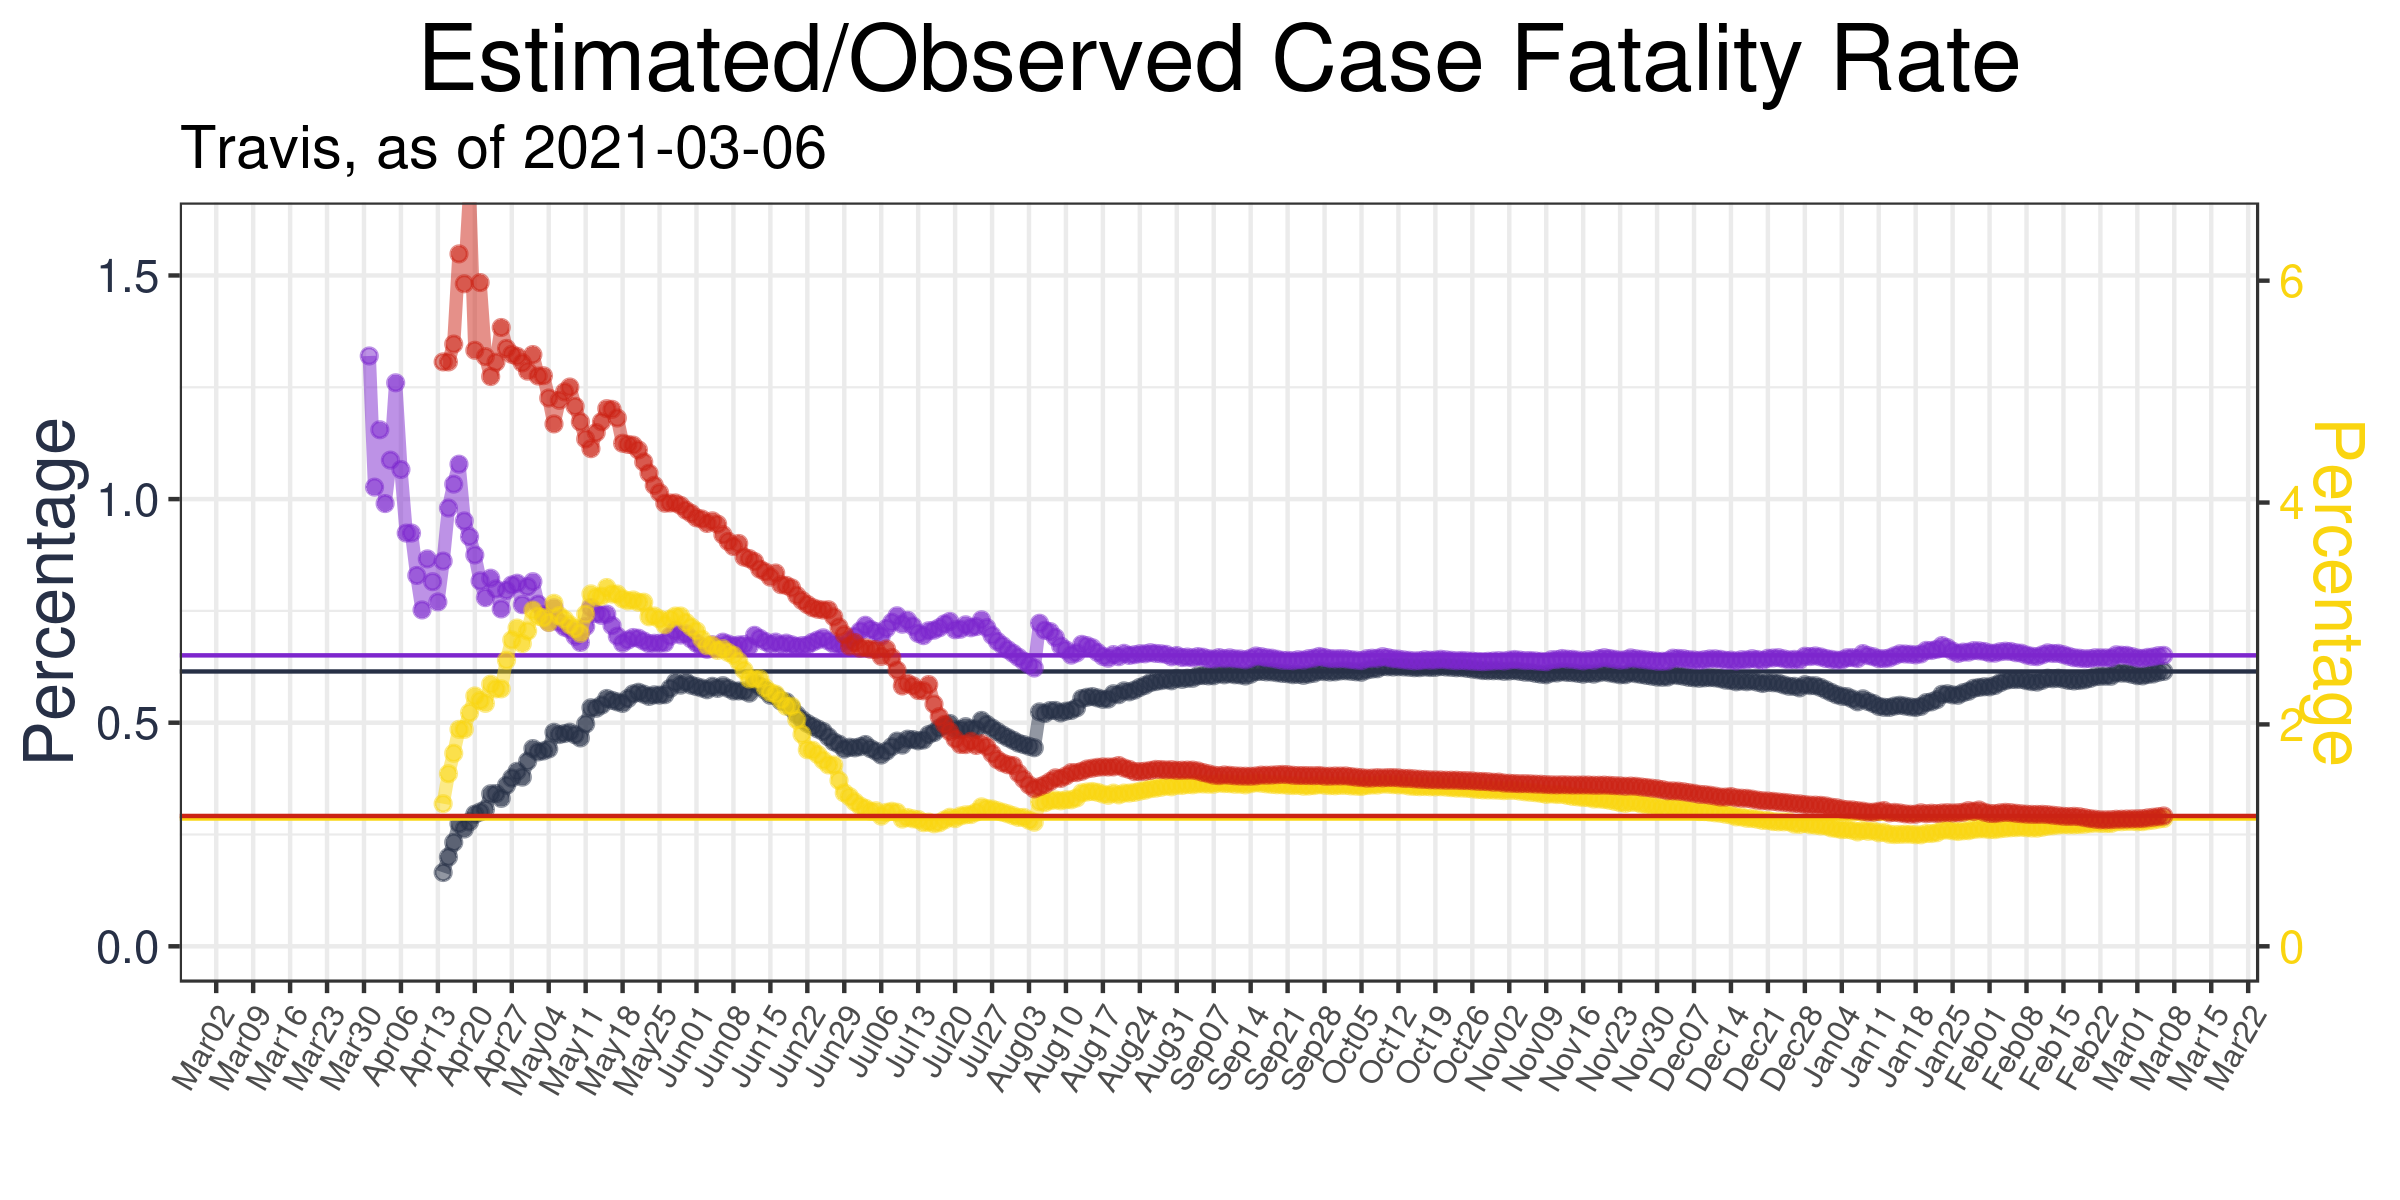 Estimated/Observed Case Fatality Rate
Travis, as of 2021-03-06
Percentage
1.5
1.0
0.5
0.0
6
4
2
0
Percentage
Mar02 Mar09 Mar16 Mar23 Mar30 Apr06 Apr13 Apr20 Apr27 May04 May11 May18 May25 Jun01 Jun08 Jun15 Jun22 Jun29 Jul06 Jul13 Jul20 Jul27 Aug03 Aug10 Aug17 Aug24 Aug31 Sep07 Sep14 Sep21 Sep28 Oct05 Oct12 Oct19 Oct26 Nov02 Nov09 Nov16 Nov23 Nov30 Dec07 Dec14 Dec21 Dec28 Jan04 Jan11 Jan18 Jan25 Feb01 Feb08 Feb15 Feb22 Mar01 Mar08 Mar15 Mar22